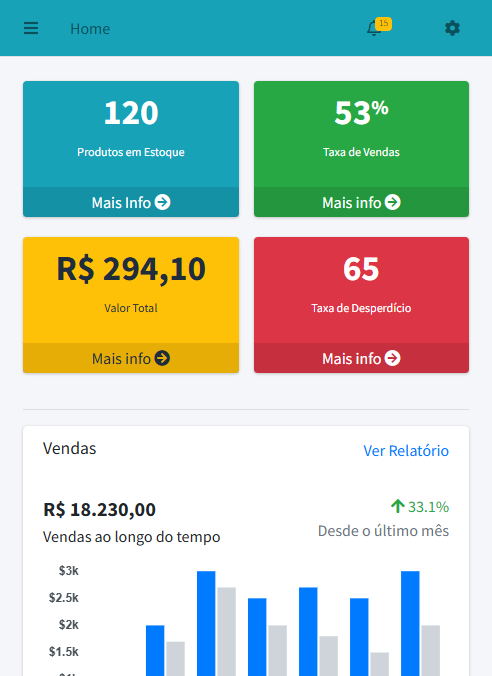 Home
15
120
Produtos em Estoque
Mais Info
53%
Taxa de Vendas
Mais info
R$ 294,10
Valor Total
Mais info
65
Taxa de Desperdício
Mais info
Vendas
Ver Relatório
R$ 18.230,00
Vendas ao longo do tempo
33.1%
Desde o último mês
$3k
$2.5k
$2k
$1.5k